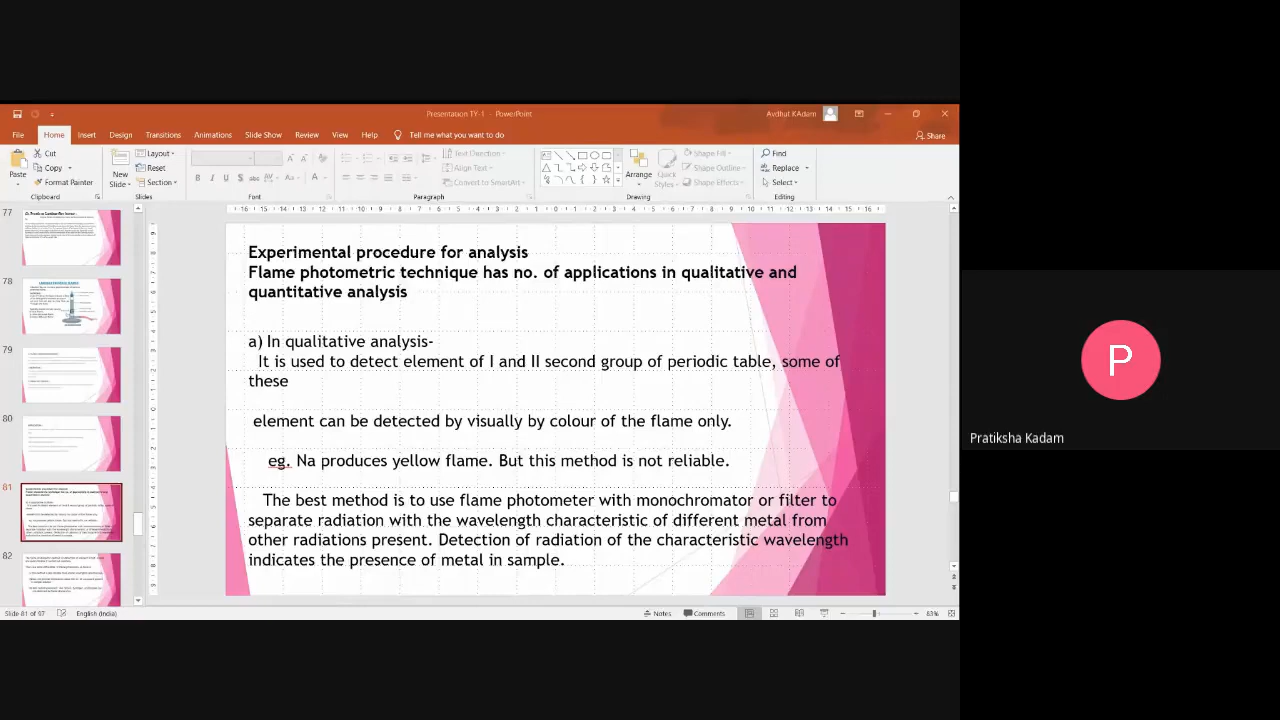 Presentation TY-1 - PowerPoint
Avdhut KAdam
File Home Insert Design Transitions Animations Slide Show Review View Help Tell me what you want to do Share
Cut
Copy
Format Painter
Paste
Clipboard
New
Slide
Layout
Reset
Section
Slides
Font
Text Direction
Align Text
Convert to SmartArt
Paragraph
Arrange
Quick
Styles
Shape Fill
Shape Outline
Shape Effects
Drawing
Find
Replace
Select
Editing
77
78
79
80
81
82
Experimental procedure for analysis
Flame photometric technique has no. of applications in qualitative and
quantitative analysis
a) In qualitative analysis-
It is used to detect element of I and II second group of periodic table, some of
these
element can be detected by visually by colour of the flame only.
eg. Na produces yellow flame. But this method is not reliable.
The best method is to use flame photometer with monochromator or filter to
separate radiation with the wave length characteristic of different metal from
other radiations present. Detection of radiation of the characteristic wavelength
indicates the presence of metal in sample.
Slide 81 of 97 English (India)
Notes Comments 83%
P
Pratiksha Kadam